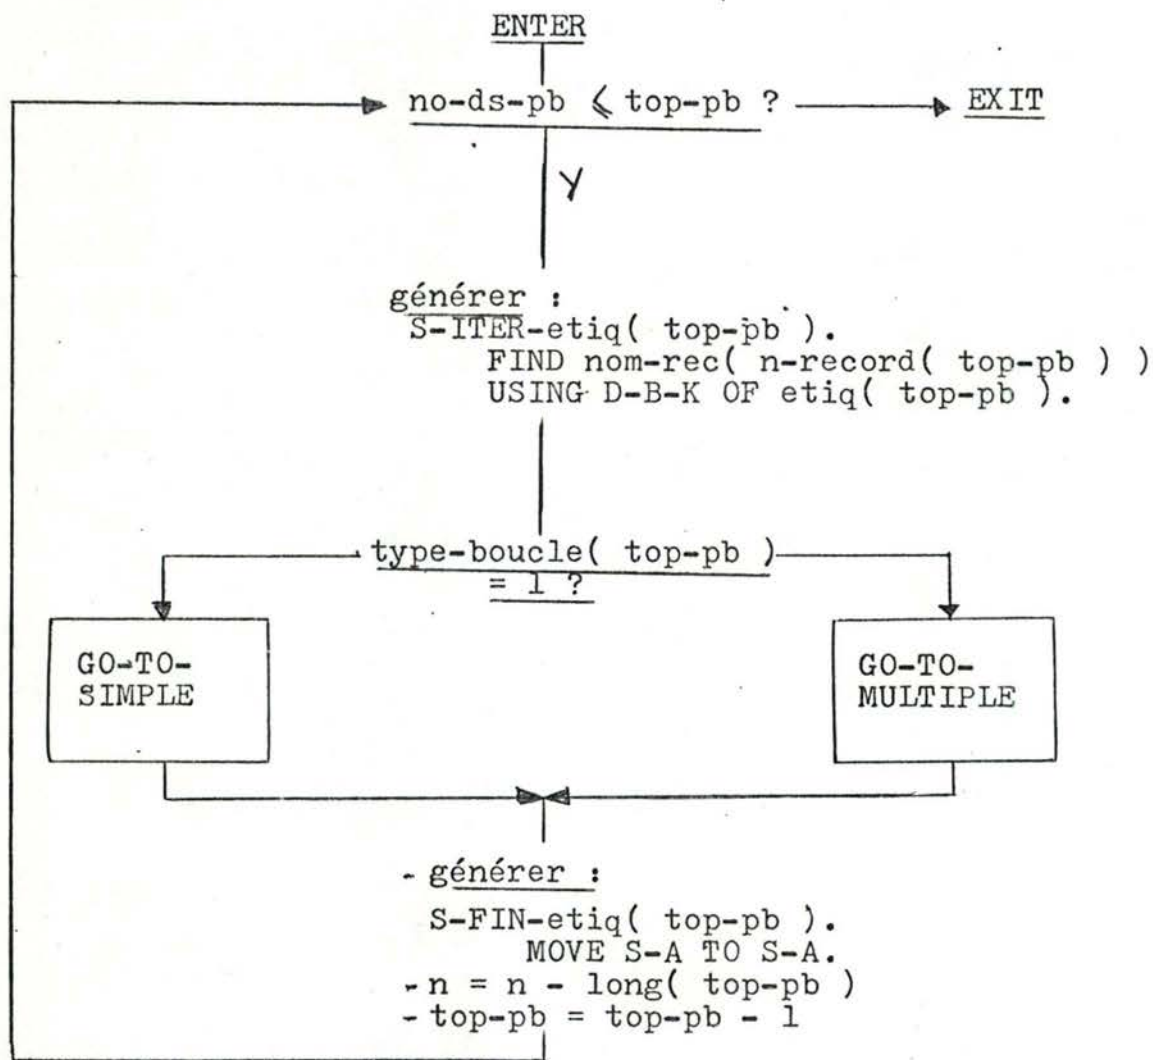 ENTER
no-ds-pb ⩽ top-pb ? EXIT
Y
générer :
S-ITER-etiq( top-pb ).
FIND nom-rec( n-record( top-pb ) )
USING D-B-K OF etiq( top-pb ).
type-boucle( top-pb )
= 1 ?
GO-TO-
SIMPLE
GO-TO-
MULTIPLE
- générer :
S-FIN-etiq( top-pb ).
MOVE S-A TO S-A.
- n = n - long( top-pb )
- top-pb = top-pb - 1